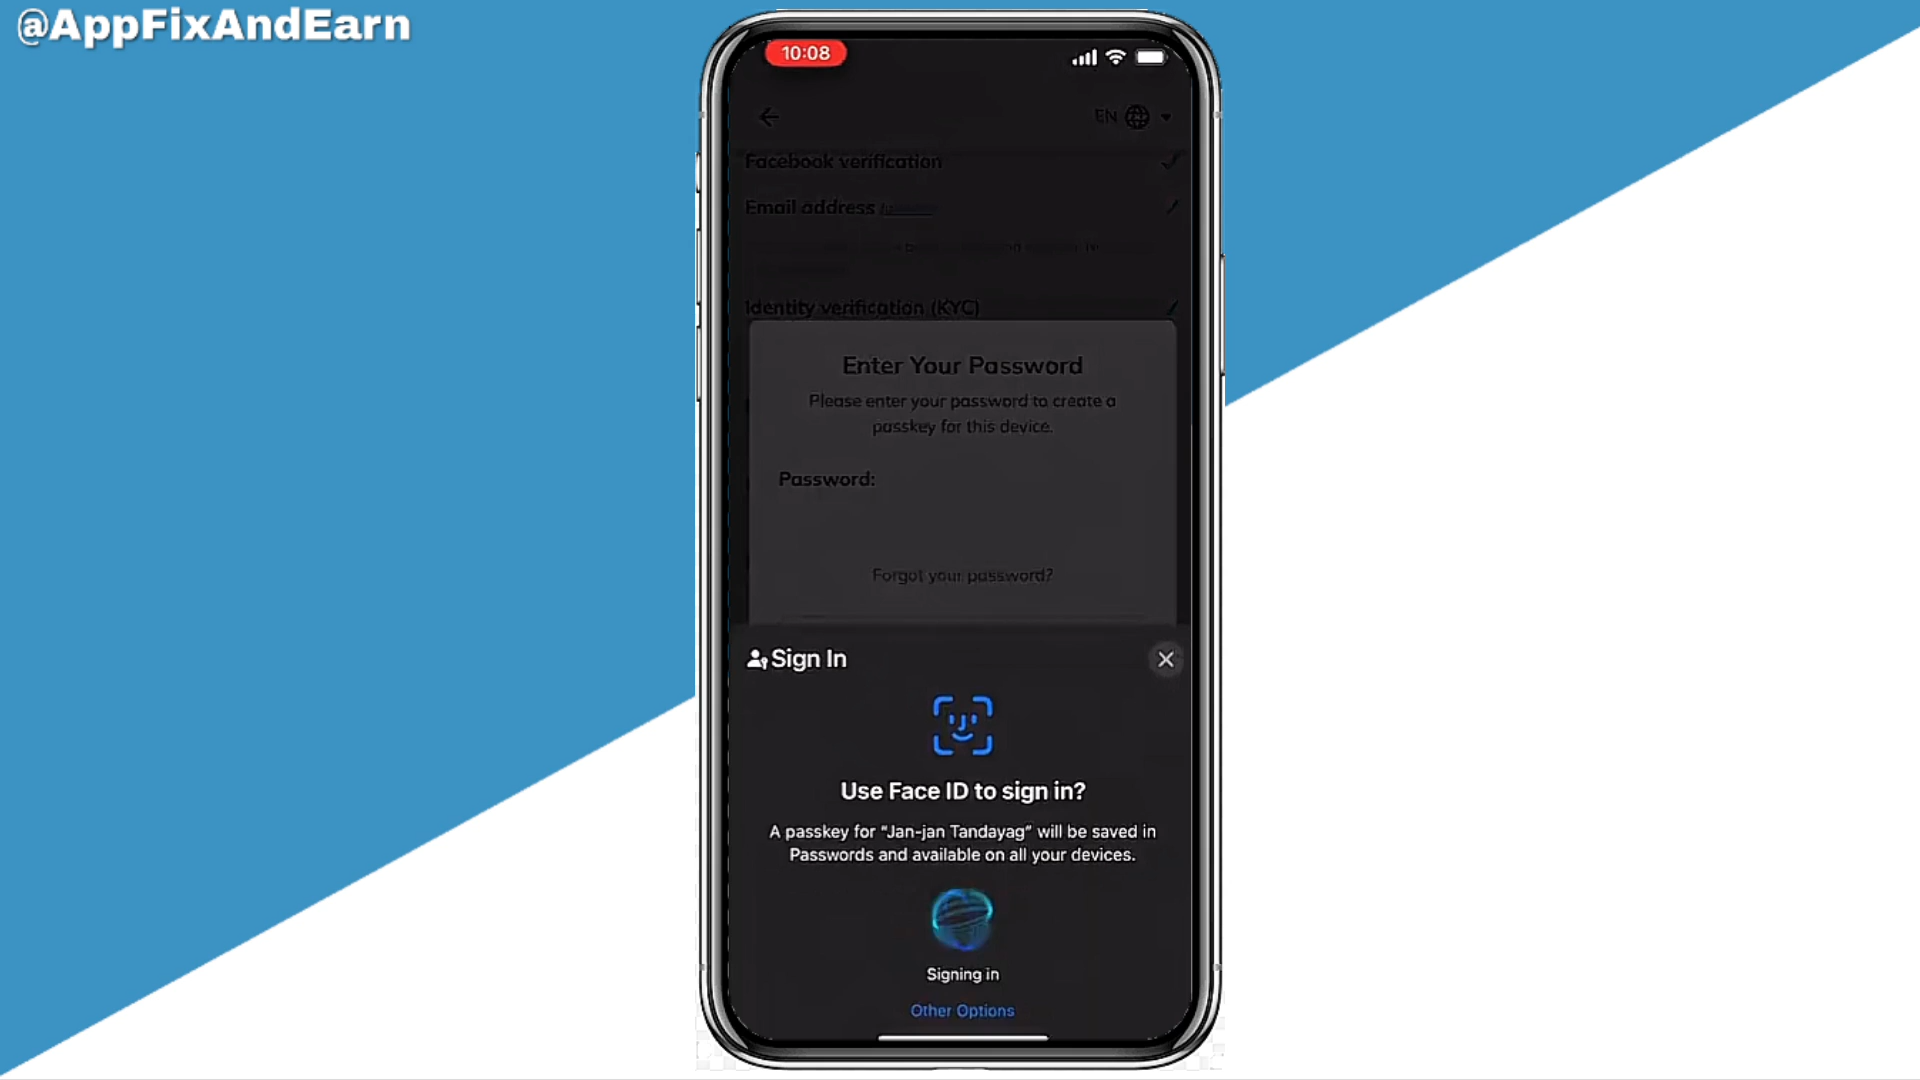 @AppFixAndEarn
10:08
EN
Facebook verification
Email address
Identity verification (KYC)
Enter Your Password
Please enter your password to create a
passkey for this device.
Password:
Forgot your password?
Sign In
Use Face ID to sign in?
A passkey for “Jan-jan Tandayag” will be saved in
Passwords and available on all your devices.
Signing in
Other Options